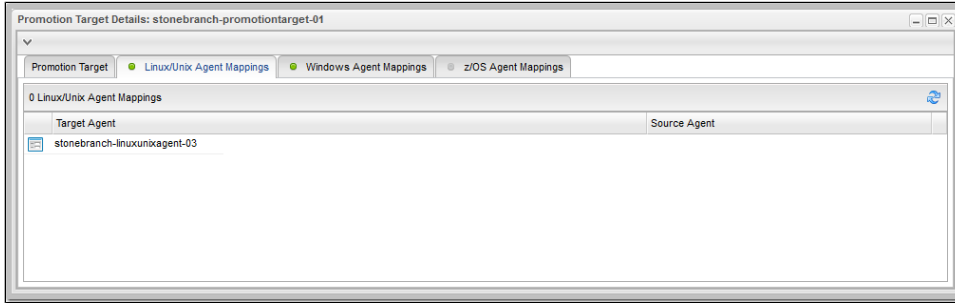 Promotion Target Details: stonebranch-promotiontarget-01
Promotion Target Linux/Unix Agent Mappings Windows Agent Mappings z/OS Agent Mappings
0 Linux/Unix Agent Mappings
Target Agent Source Agent
stonebranch-linuxunixagent-03